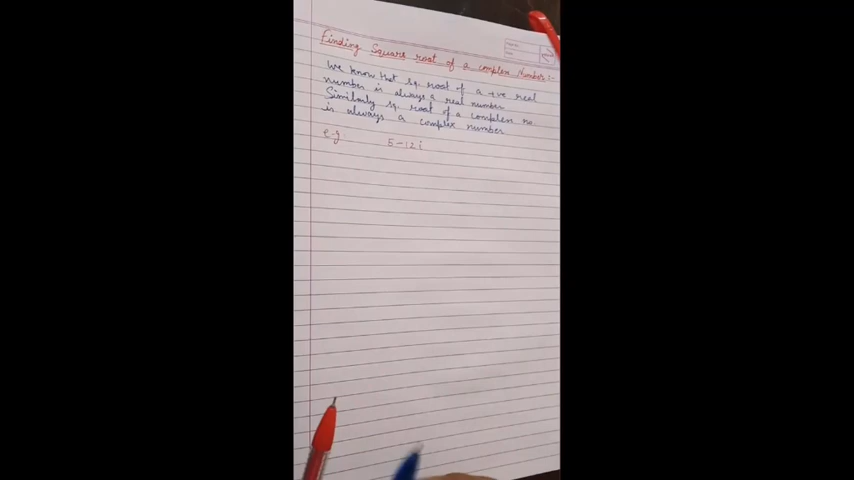 Finding Square root of a complex Number :-
We know that sq. root of a +ve real
number is always a real number.
Similarly sq. root of a complex no.
is always a complex number
e.g 5-12i